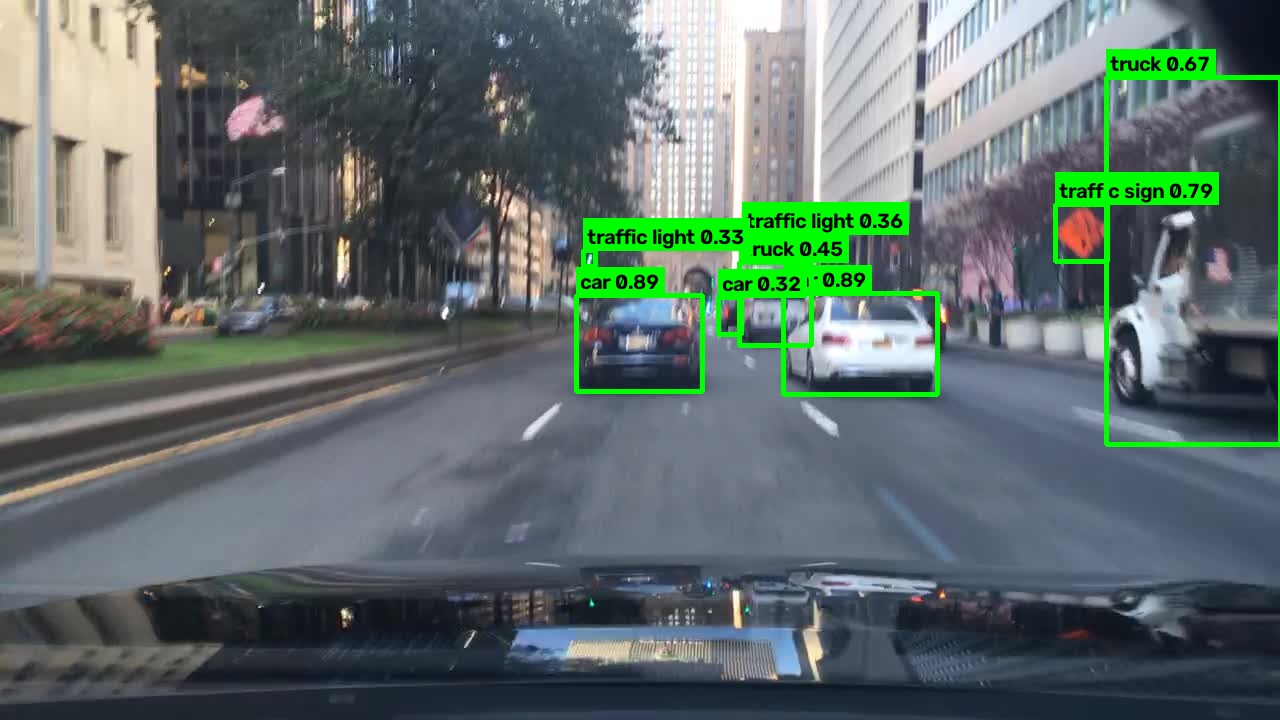 truck 0.67
traff c sign 0.79
traffic light 0.36
traffic light 0.33
ruck 0.45
car 0.89
car 0.32
r 0.89